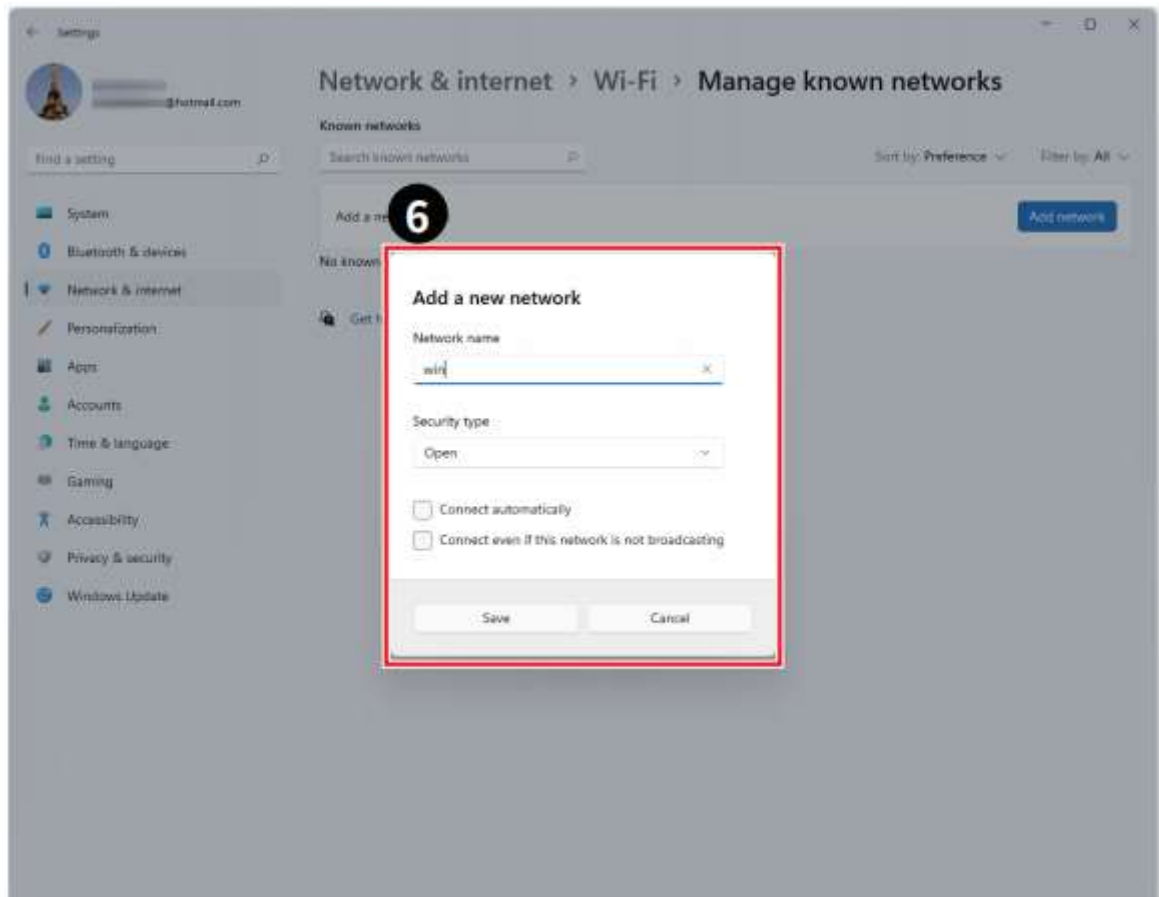 Settings
@hotmail.com
Find a setting
System
Bluetooth & devices
Network & internet
Personalization
Apps
Accounts
Time & language
Gaming
Accessibility
Privacy & security
Windows Update
Network & internet > Wi-Fi > Manage known networks
Known networks
Search known networks
Sort by: Preference
Filter by: All
Add a ne
Add network
No known
Get h
6
Add a new network
Network name
win
Security type
Open
Connect automatically
Connect even if this network is not broadcasting
Save
Cancel